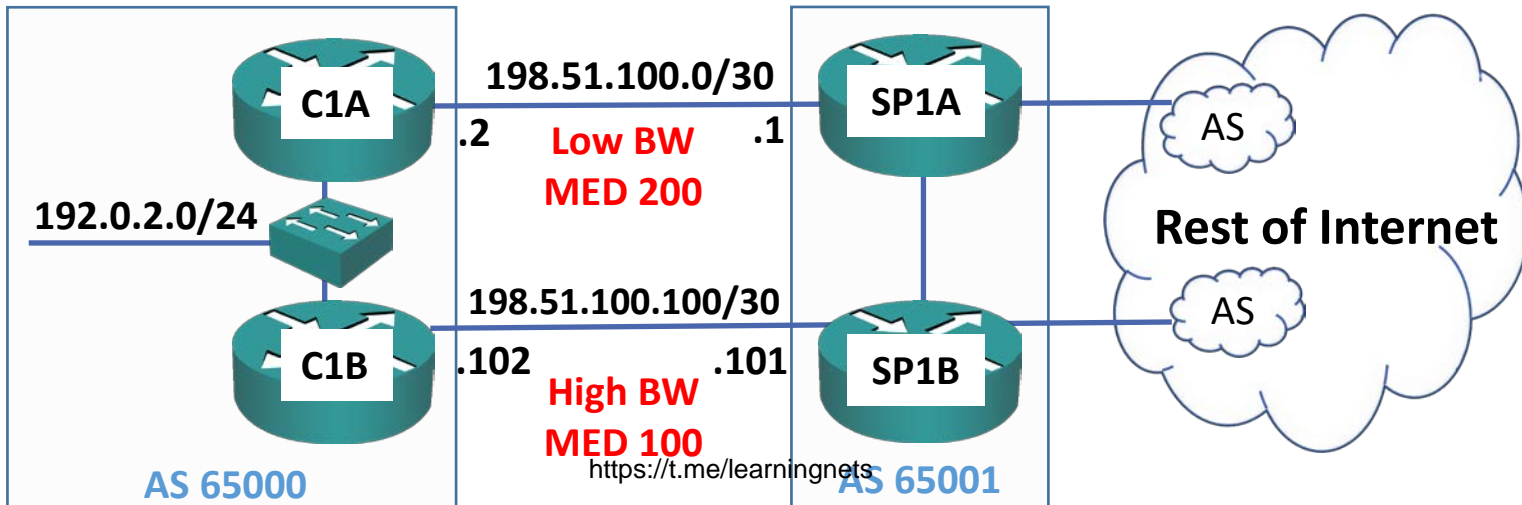 198.51.100.0/30
C1A
SP1A
AS
.2
Low BW
.1
MED 200
192.0.2.0/24
Rest of Internet
198.51.100.100/30
AS
C1B
.102
.101
SP1B
High BW
MED 100
https://t.me/learningnets
AS 65000
AS 65001